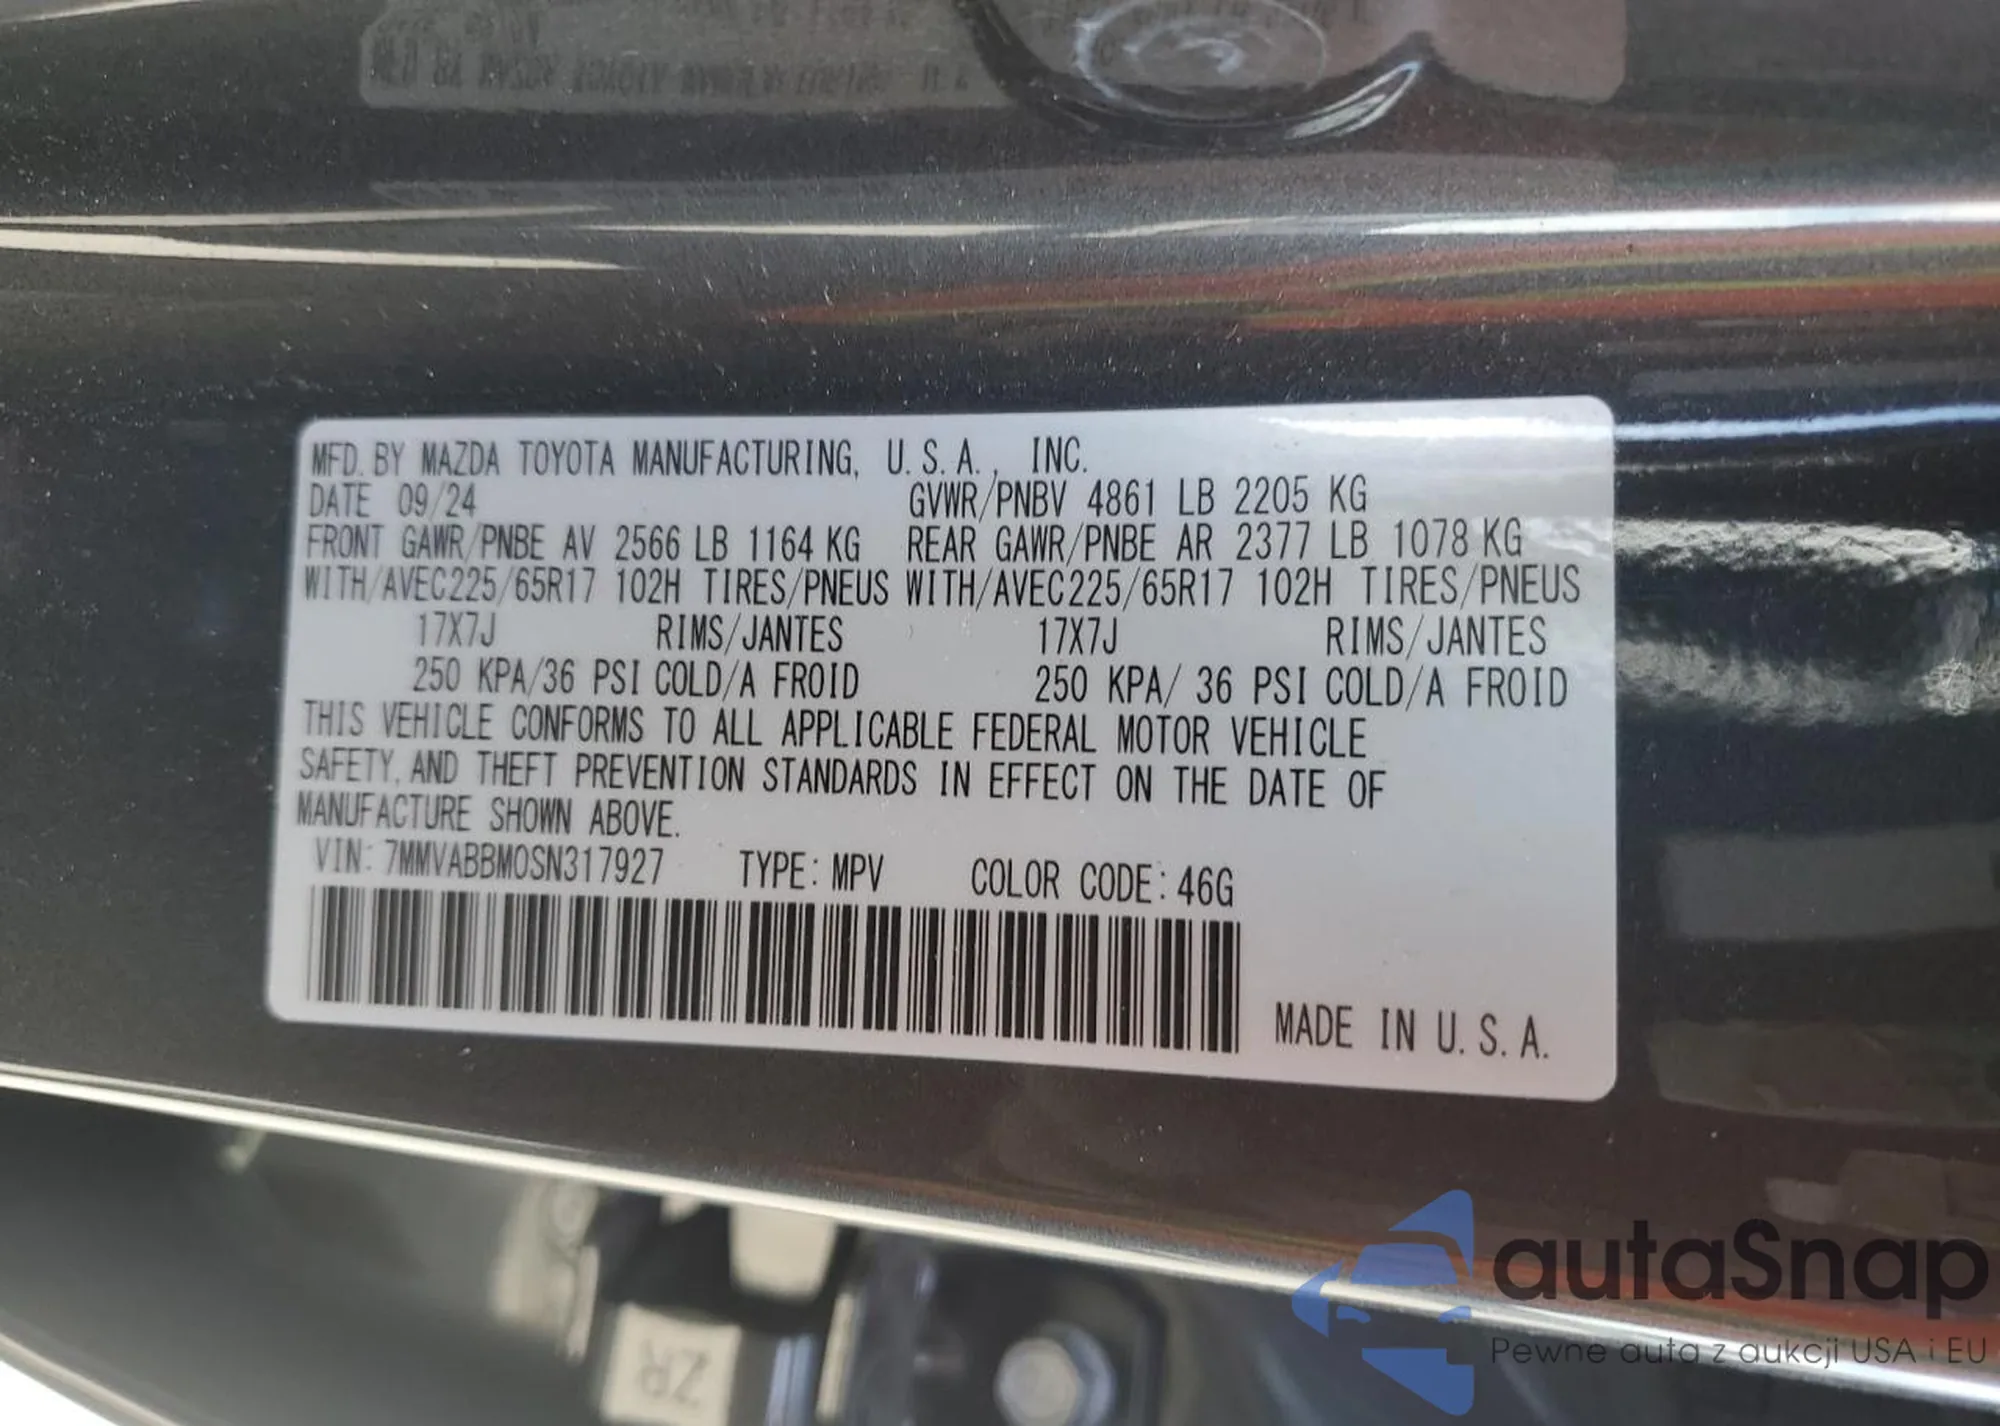 MFD. BY MAZDA TOYOTA MANUFACTURING, U.S.A., INC.
DATE 09/24 GVWR/PNBV 4861 LB 2205 KG
FRONT GAWR/PNBE AV 2566 LB 1164 KG REAR GAWR/PNBE AR 2377 LB 1078 KG
WITH/AVEC225/65R17 102H TIRES/PNEUS WITH/AVEC225/65R17 102H TIRES/PNEUS
17X7J RIMS/JANTES 17X7J RIMS/JANTES
250 KPA/36 PSI COLD/A FROID 250 KPA/ 36 PSI COLD/A FROID
THIS VEHICLE CONFORMS TO ALL APPLICABLE FEDERAL MOTOR VEHICLE
SAFETY, AND THEFT PREVENTION STANDARDS IN EFFECT ON THE DATE OF
MANUFACTURE SHOWN ABOVE.
VIN: 7MMVABBM0SN317927 TYPE: MPV COLOR CODE: 46G
MADE IN U.S.A.
autaSnap
Pewne auta z aukcji USA i EU
ZR